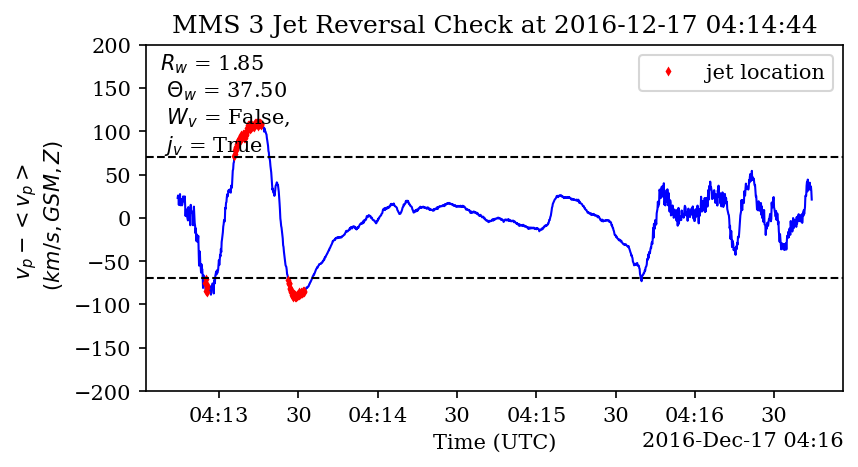 MMS 3 Jet Reversal Check at 2016-12-17 04:14:44
R_w = 1.85
Θ_w = 37.50
W_v = False,
j_v = True
jet location
v_p − < v_p >
(km/s, GSM, Z)
200
150
100
50
0
−50
−100
−150
−200
04:13 30 04:14 30 04:15 30 04:16 30
Time (UTC)
2016-Dec-17 04:16